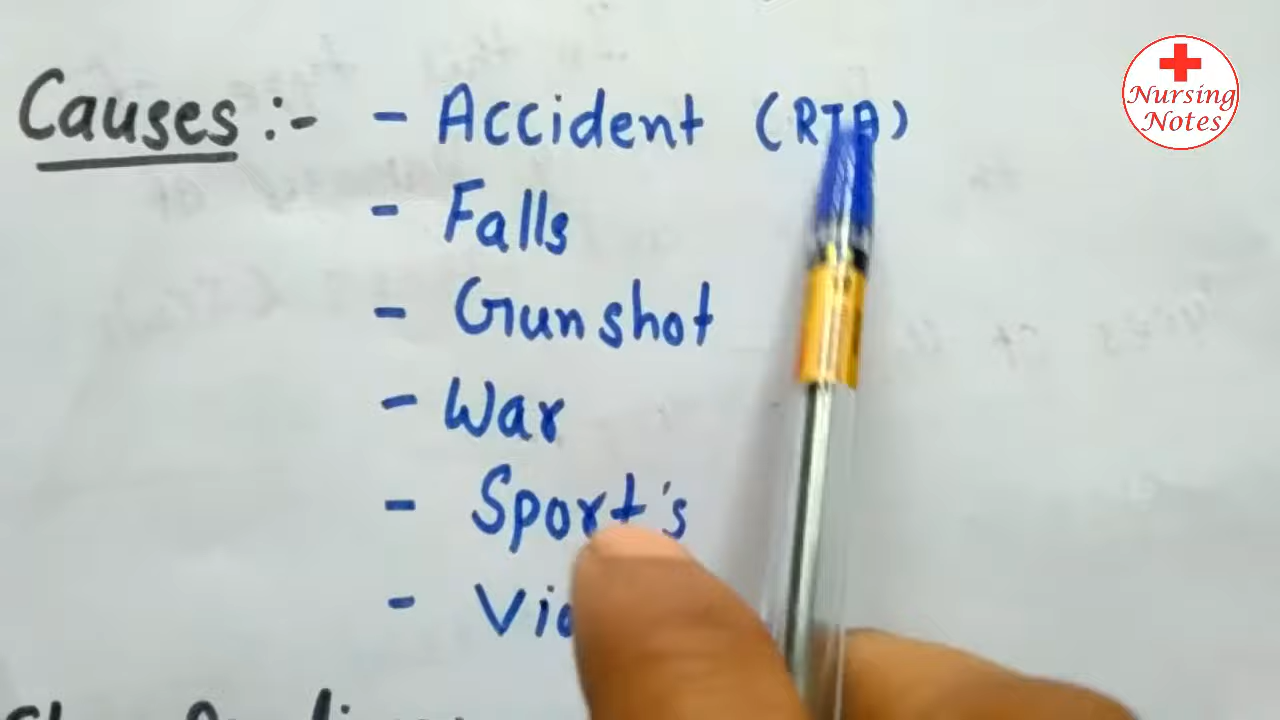 Causes :- - Accident (RTA)
- Falls
- Gunshot
- War
- Sport's
-
Nursing
Notes